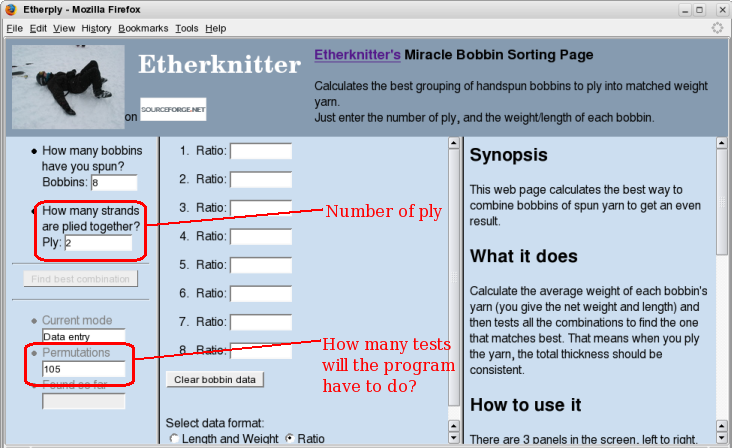 Etherply - Mozilla Firefox
File Edit View History Bookmarks Tools Help
Etherknitter
on SOURCEFORGE.NET
Etherknitter's Miracle Bobbin Sorting Page
Calculates the best grouping of handspun bobbins to ply into matched weight
yarn.
Just enter the number of ply, and the weight/length of each bobbin.
How many bobbins
have you spun?
Bobbins: 8
How many strands
are plied together?
Ply: 2
Find best combination
Current mode
Data entry
Permutations
105
Found so far
1. Ratio:
2. Ratio:
3. Ratio:
4. Ratio:
5. Ratio:
6. Ratio:
7. Ratio:
8. Ratio:
Clear bobbin data
Select data format:
Length and Weight Ratio
Number of ply
How many tests
will the program
have to do?
Synopsis
This web page calculates the best way to
combine bobbins of spun yarn to get an even
result.
What it does
Calculate the average weight of each bobbin's
yarn (you give the net weight and length) and
then tests all the combinations to find the one
that matches best. That means when you ply
the yarn, the total thickness should be
consistent.
How to use it
There are 3 panels in the screen, left to right.